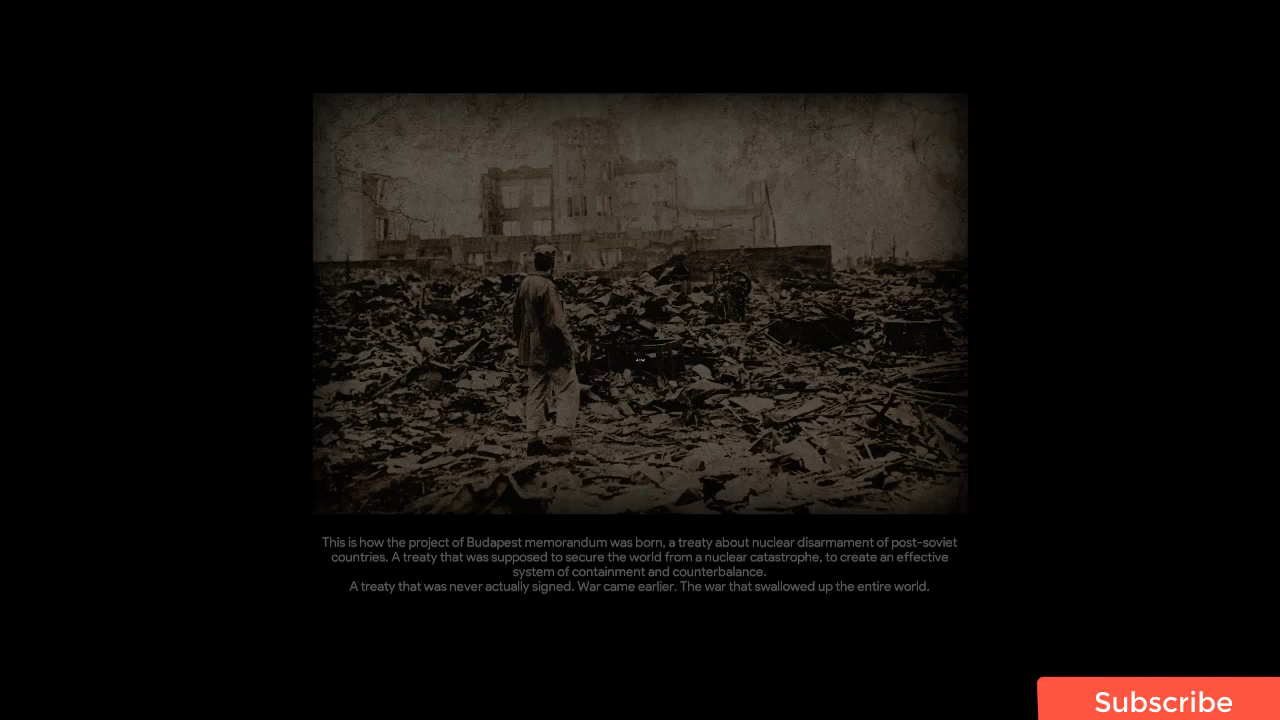 This is how the project of Budapest memorandum was born, a treaty about nuclear disarmament of post-soviet
countries. A treaty that was supposed to secure the world from a nuclear catastrophe, to create an effective
system of containment and counterbalance.
A treaty that was never actually signed. War came earlier. The war that swallowed up the entire world.
Subscribe